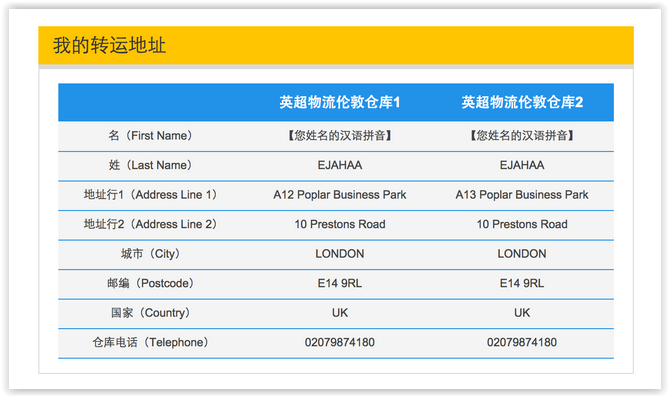 我的转运地址
英超物流伦敦仓库1 英超物流伦敦仓库2
名（First Name） 【您姓名的汉语拼音】 【您姓名的汉语拼音】
姓（Last Name） EJAHAA EJAHAA
地址行1（Address Line 1） A12 Poplar Business Park A13 Poplar Business Park
地址行2（Address Line 2） 10 Prestons Road 10 Prestons Road
城市（City） LONDON LONDON
邮编（Postcode） E14 9RL E14 9RL
国家（Country） UK UK
仓库电话（Telephone） 02079874180 02079874180